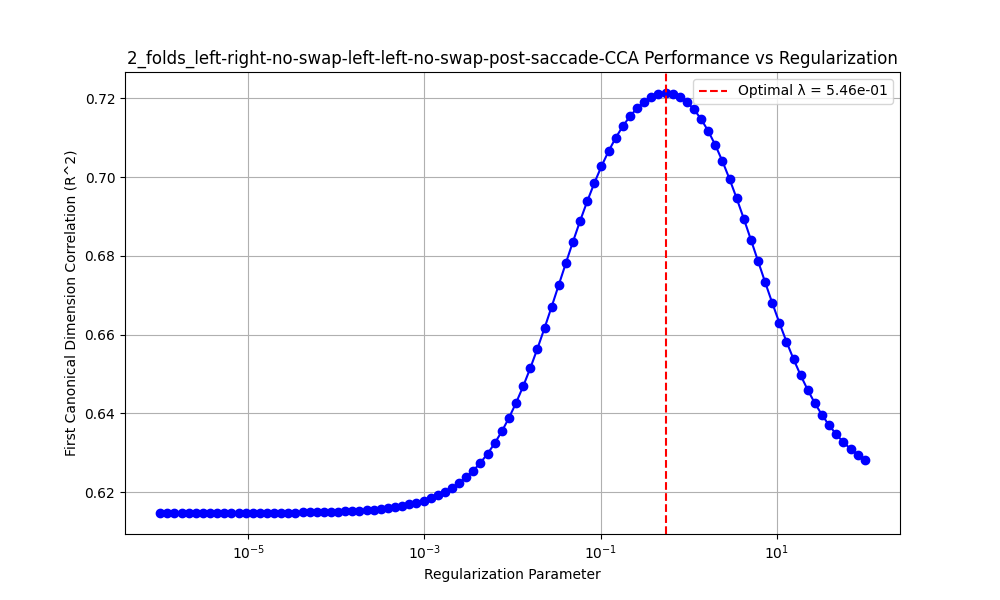 2_folds_left-right-no-swap-left-left-no-swap-post-saccade-CCA Performance vs Regularization
Optimal λ = 5.46e-01
First Canonical Dimension Correlation (R^2)
0.72
0.70
0.68
0.66
0.64
0.62
10⁻⁵
10⁻³
10⁻¹
10¹
Regularization Parameter